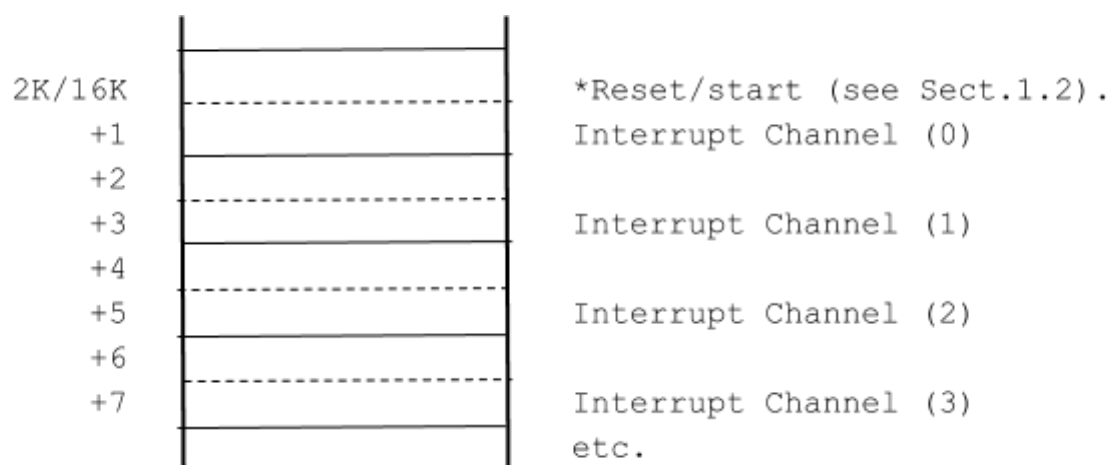 2K/16K *Reset/start (see Sect.1.2).
+1 Interrupt Channel (0)
+2
+3 Interrupt Channel (1)
+4
+5 Interrupt Channel (2)
+6
+7 Interrupt Channel (3)
etc.